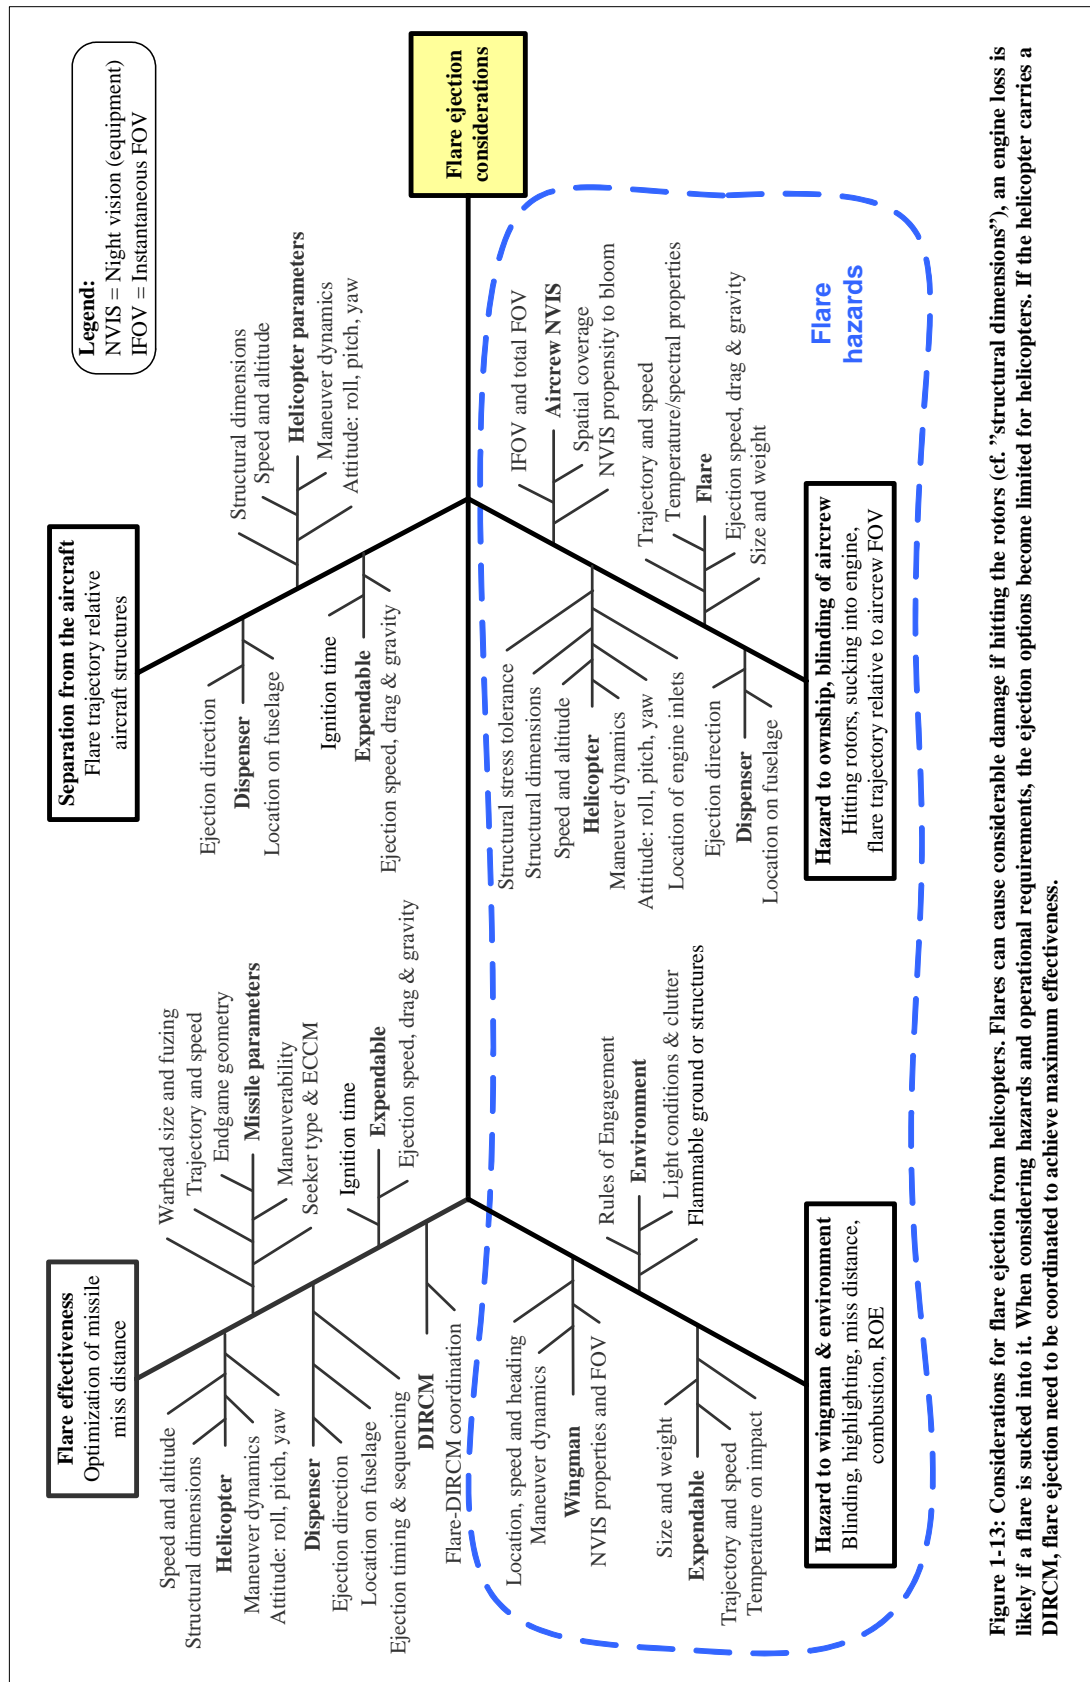 Flare effectiveness
Optimization of missile
miss distance
Speed and altitude
Structural dimensions
Helicopter
Maneuver dynamics
Attitude: roll, pitch, yaw
Dispenser
Ejection direction
Location on fuselage
Ejection timing & sequencing
DIRCM
Flare-DIRCM coordination
Warhead size and fuzing
Trajectory and speed
Endgame geometry
Missile parameters
Maneuverability
Seeker type & ECCM
Ignition time
Expendable
Ejection speed, drag & gravity
Separation from the aircraft
Flare trajectory relative
aircraft structures
Ejection direction
Dispenser
Location on fuselage
Ignition time
Expendable
Ejection speed, drag & gravity
Structural dimensions
Speed and altitude
Helicopter parameters
Maneuver dynamics
Attitude: roll, pitch, yaw
Legend:
NVIS = Night vision (equipment)
IFOV = Instantaneous FOV
Flare ejection
considerations
Location, speed and heading
Maneuver dynamics
Wingman
NVIS properties and FOV
Rules of Engagement
Environment
Light conditions & clutter
Flammable ground or structures
Size and weight
Expendable
Trajectory and speed
Temperature on impact
Hazard to wingman & environment
Blinding, highlighting, miss distance,
combustion, ROE
Structural stress tolerance
Structural dimensions
Speed and altitude
Helicopter
Maneuver dynamics
Attitude: roll, pitch, yaw
Location of engine inlets
Ejection direction
Dispenser
Location on fuselage
IFOV and total FOV
Aircrew NVIS
Spatial coverage
NVIS propensity to bloom
Trajectory and speed
Temperature/spectral properties
Flare
Ejection speed, drag & gravity
Size and weight
Hazard to ownship, blinding of aircrew
Hitting rotors, sucking into engine,
flare trajectory relative to aircrew FOV
Flare
hazards
Figure 1-13: Considerations for flare ejection from helicopters. Flares can cause considerable damage if hitting the rotors (cf. ”structural dimensions”), an engine loss is
likely if a flare is sucked into it. When considering hazards and operational requirements, the ejection options become limited for helicopters. If the helicopter carries a
DIRCM, flare ejection need to be coordinated to achieve maximum effectiveness.